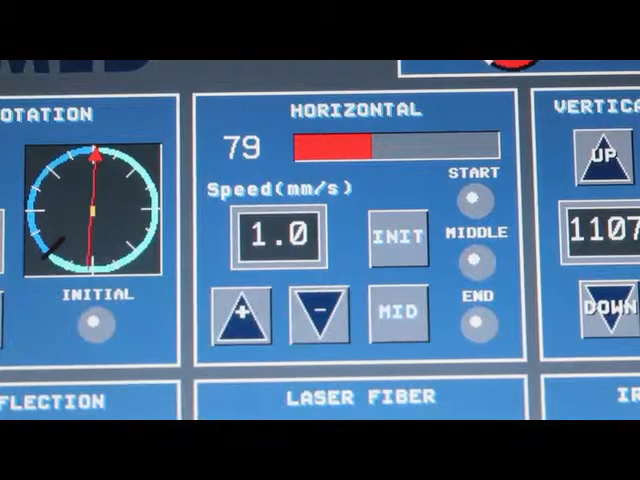 OTATION
INITIAL
HORIZONTAL
79
Speed(mm/s)
1.0
INIT
MID
+
-
START
MIDDLE
END
VERTICA
UP
1107
DOWN
FLECTION
LASER FIBER
IR